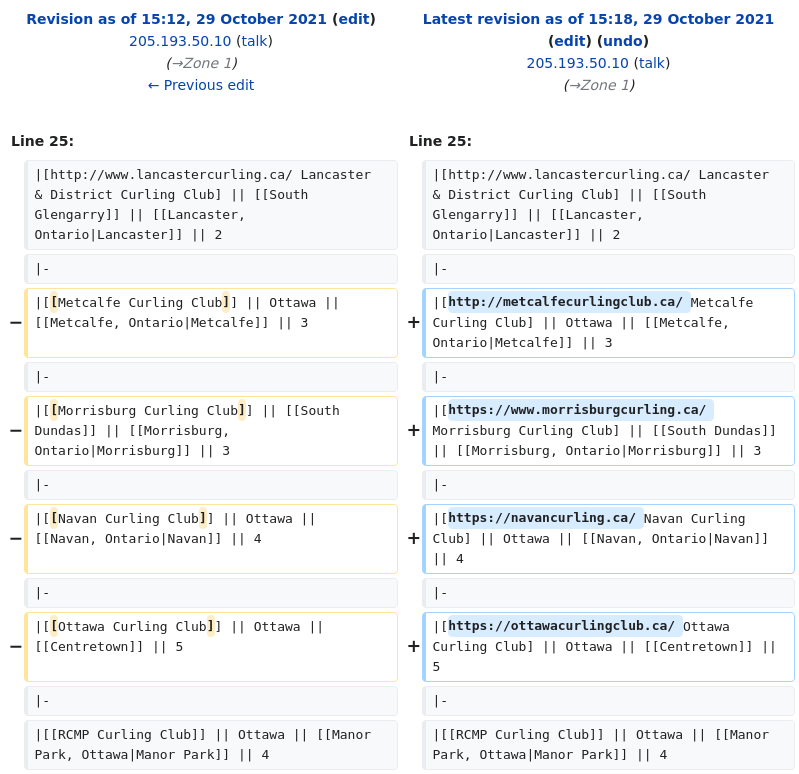 Revision as of 15:12, 29 October 2021 (edit)
205.193.50.10 (talk)
(→Zone 1)
← Previous edit
Latest revision as of 15:18, 29 October 2021
(edit) (undo)
205.193.50.10 (talk)
(→Zone 1)
Line 25:
Line 25:
|[http://www.lancastercurling.ca/ Lancaster
& District Curling Club] || [[South
Glengarry]] || [[Lancaster,
Ontario|Lancaster]] || 2
|[http://www.lancastercurling.ca/ Lancaster
& District Curling Club] || [[South
Glengarry]] || [[Lancaster,
Ontario|Lancaster]] || 2
|-
|-
−
|[[Metcalfe Curling Club]] || Ottawa ||
[[Metcalfe, Ontario|Metcalfe]] || 3
+
|[http://metcalfecurlingclub.ca/ Metcalfe
Curling Club] || Ottawa || [[Metcalfe,
Ontario|Metcalfe]] || 3
|-
|-
−
|[[Morrisburg Curling Club]] || [[South
Dundas]] || [[Morrisburg,
Ontario|Morrisburg]] || 3
+
|[https://www.morrisburgcurling.ca/
Morrisburg Curling Club] || [[South Dundas]]
|| [[Morrisburg, Ontario|Morrisburg]] || 3
|-
|-
−
|[[Navan Curling Club]] || Ottawa ||
[[Navan, Ontario|Navan]] || 4
+
|[https://navancurling.ca/ Navan Curling
Club] || Ottawa || [[Navan, Ontario|Navan]]
|| 4
|-
|-
−
|[[Ottawa Curling Club]] || Ottawa ||
[[Centretown]] || 5
+
|[https://ottawacurlingclub.ca/ Ottawa
Curling Club] || Ottawa || [[Centretown]] ||
5
|-
|-
|[[RCMP Curling Club]] || Ottawa || [[Manor
Park, Ottawa|Manor Park]] || 4
|[[RCMP Curling Club]] || Ottawa || [[Manor
Park, Ottawa|Manor Park]] || 4